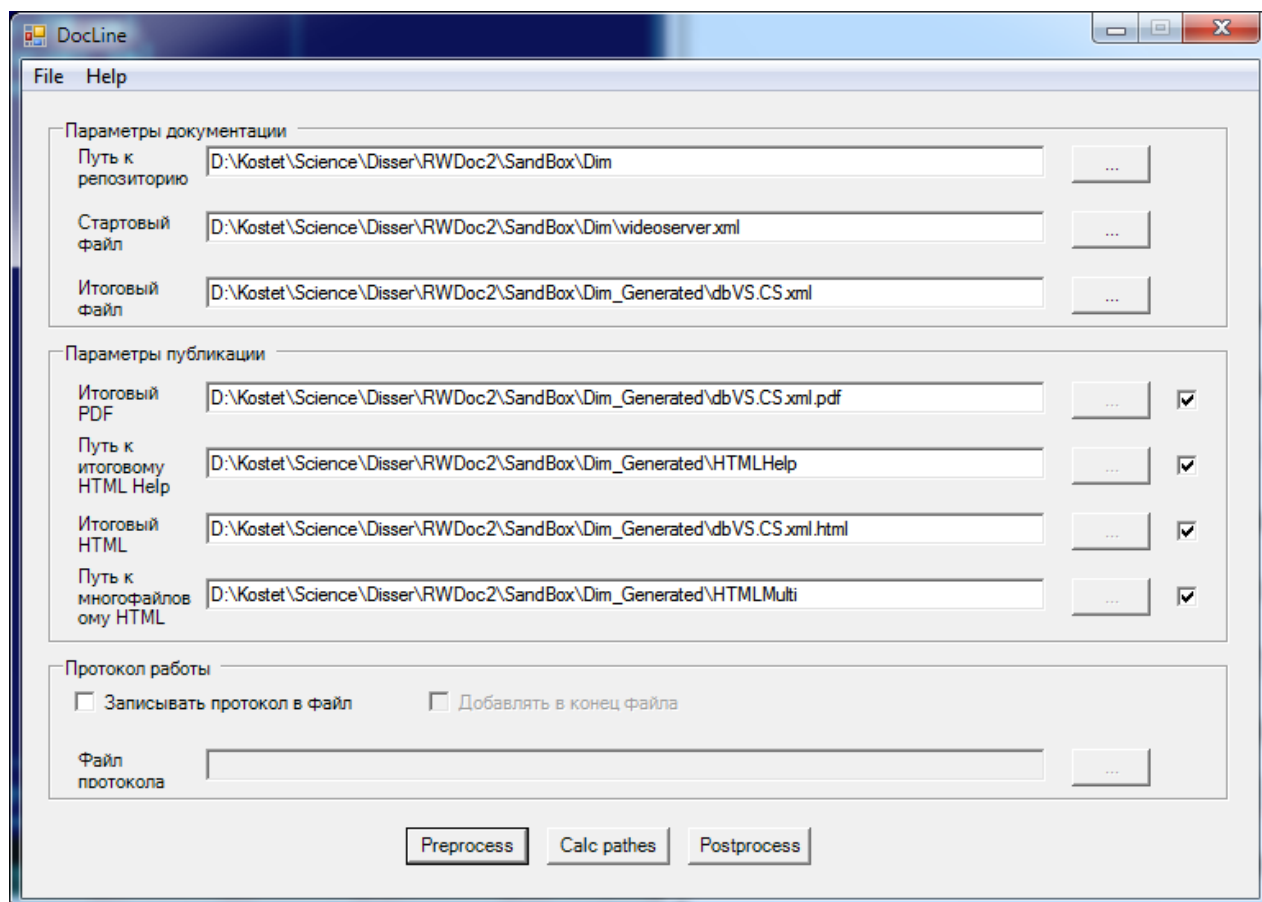 DocLine
File Help
Параметры документации
Путь к
репозиторию
D:\Kostet\Science\Disser\RWDoc2\SandBox\Dim
...
Стартовый
файл
D:\Kostet\Science\Disser\RWDoc2\SandBox\Dim\videoserver.xml
...
Итоговый
файл
D:\Kostet\Science\Disser\RWDoc2\SandBox\Dim_Generated\dbVS.CS.xml
...
Параметры публикации
Итоговый
PDF
D:\Kostet\Science\Disser\RWDoc2\SandBox\Dim_Generated\dbVS.CS.xml.pdf
...
Путь к
итоговому
HTML Help
D:\Kostet\Science\Disser\RWDoc2\SandBox\Dim_Generated\HTMLHelp
...
Итоговый
HTML
D:\Kostet\Science\Disser\RWDoc2\SandBox\Dim_Generated\dbVS.CS.xml.html
...
Путь к
многофайлов
ому HTML
D:\Kostet\Science\Disser\RWDoc2\SandBox\Dim_Generated\HTMLMulti
...
Протокол работы
Записывать протокол в файл Добавлять в конец файла
Файл
протокола
...
Preprocess Calc pathes Postprocess